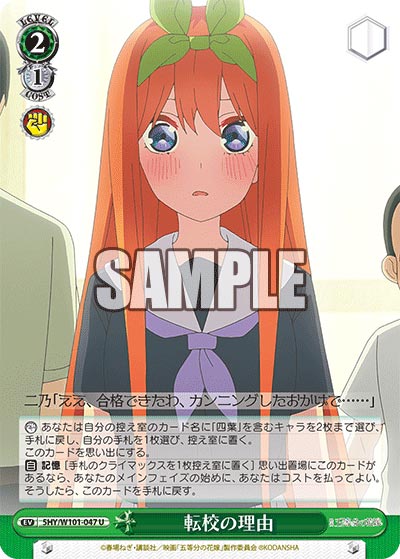 LEVEL
2
1
COST
SAMPLE
二乃「ええ、合格できたわ、カンニングしたおかげで……」
あなたは自分の控え室のカード名に「四葉」を含むキャラを2枚まで選び、
手札に戻し、自分の手札を1枚選び、控え室に置く。
このカードを思い出にする。
記憶 [手札のクライマックスを1枚控え室に置く] 思い出置場にこのカードが
あるなら、あなたのメインフェイズの始めに、あなたはコストを払ってよい。
そうしたら、このカードを手札に戻す。
EV 5HY/W101-047 U
転校の理由
©春場ねぎ・講談社／映画「五等分の花嫁」製作委員会 ©KODANSHA